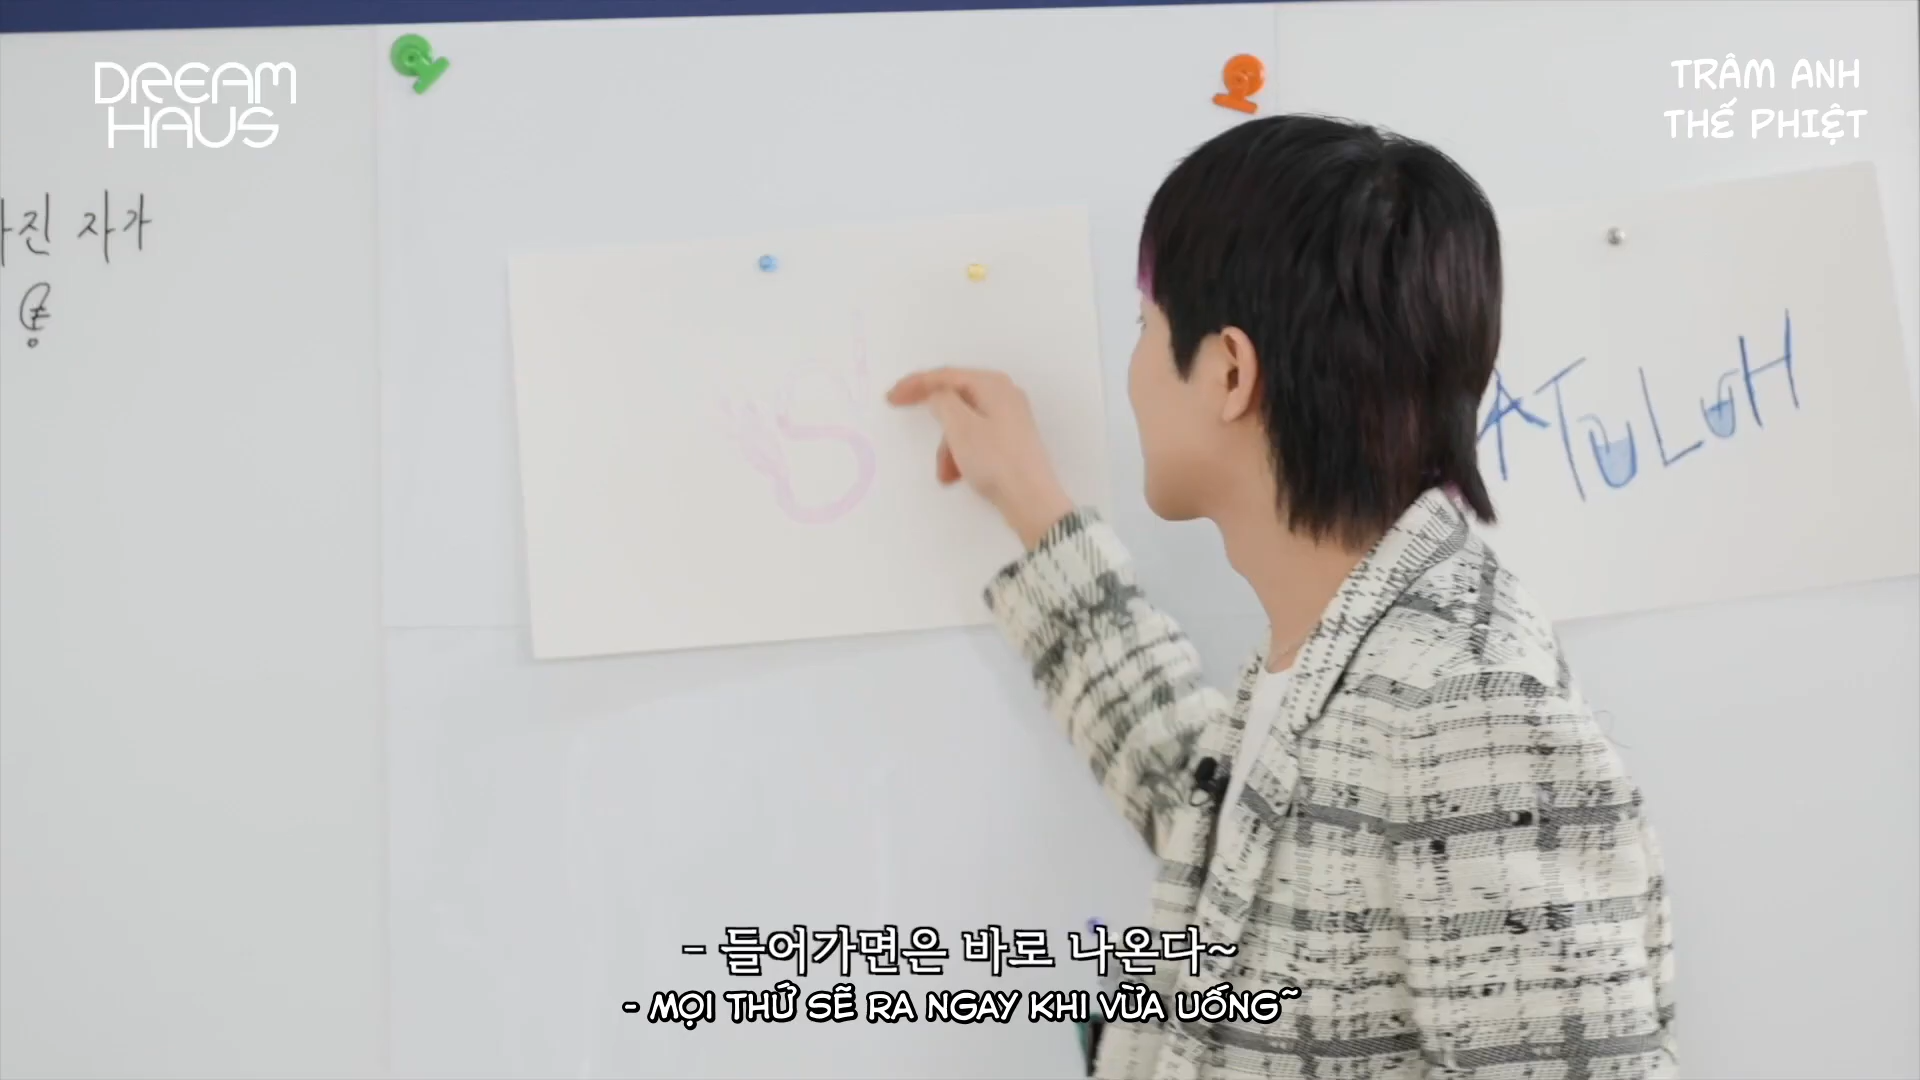 DREAM
HAUS
TRÂM ANH
THẾ PHIỆT
진 자가
ATULUH
- 들어가면은 바로 나온다~
- MỌI THỨ SẼ RA NGAY KHI VỪA UỐNG~